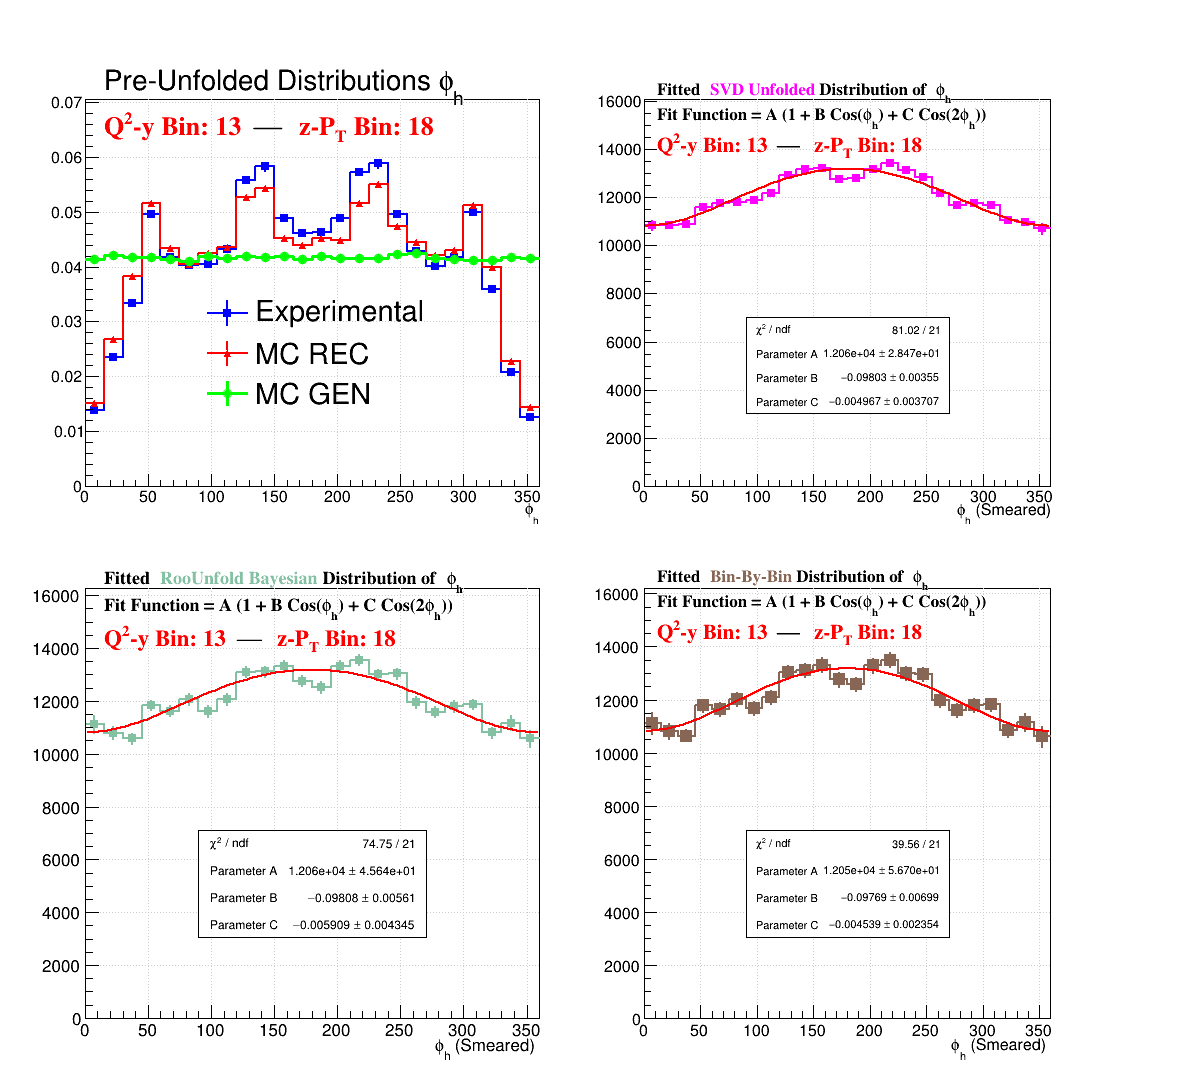 Pre-Unfolded Distributions ϕh
Q²-y Bin: 13 — z-PT Bin: 18
0.07
0.06
0.05
0.04
0.03
0.02
0.01
0
Experimental
MC REC
MC GEN
0 50 100 150 200 250 300 350
ϕh
Fitted SVD Unfolded Distribution of ϕh
Fit Function = A (1 + B Cos(ϕh) + C Cos(2ϕh))
Q²-y Bin: 13 — z-PT Bin: 18
16000
14000
12000
10000
8000
6000
4000
2000
0
χ² / ndf 81.02 / 21
Parameter A 1.206e+04 ± 2.847e+01
Parameter B −0.09803 ± 0.00355
Parameter C −0.004967 ± 0.003707
0 50 100 150 200 250 300 350
ϕh (Smeared)
Fitted RooUnfold Bayesian Distribution of ϕh
Fit Function = A (1 + B Cos(ϕh) + C Cos(2ϕh))
Q²-y Bin: 13 — z-PT Bin: 18
16000
14000
12000
10000
8000
6000
4000
2000
0
χ² / ndf 74.75 / 21
Parameter A 1.206e+04 ± 4.564e+01
Parameter B −0.09808 ± 0.00561
Parameter C −0.005909 ± 0.004345
0 50 100 150 200 250 300 350
ϕh (Smeared)
Fitted Bin-By-Bin Distribution of ϕh
Fit Function = A (1 + B Cos(ϕh) + C Cos(2ϕh))
Q²-y Bin: 13 — z-PT Bin: 18
16000
14000
12000
10000
8000
6000
4000
2000
0
χ² / ndf 39.56 / 21
Parameter A 1.205e+04 ± 5.670e+01
Parameter B −0.09769 ± 0.00699
Parameter C −0.004539 ± 0.002354
0 50 100 150 200 250 300 350
ϕh (Smeared)